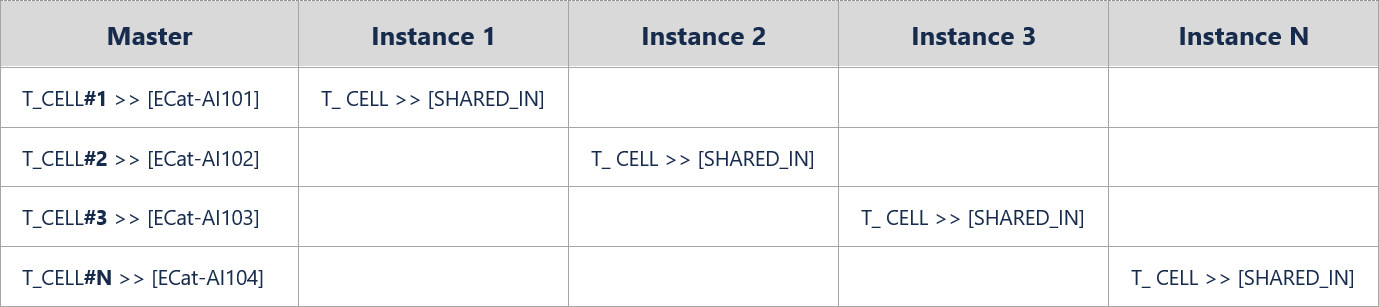 Master Instance 1 Instance 2 Instance 3 Instance N
T_CELL#1 >> [ECat-AI101] T_ CELL >> [SHARED_IN]
T_CELL#2 >> [ECat-AI102] T_ CELL >> [SHARED_IN]
T_CELL#3 >> [ECat-AI103] T_ CELL >> [SHARED_IN]
T_CELL#N >> [ECat-AI104] T_ CELL >> [SHARED_IN]